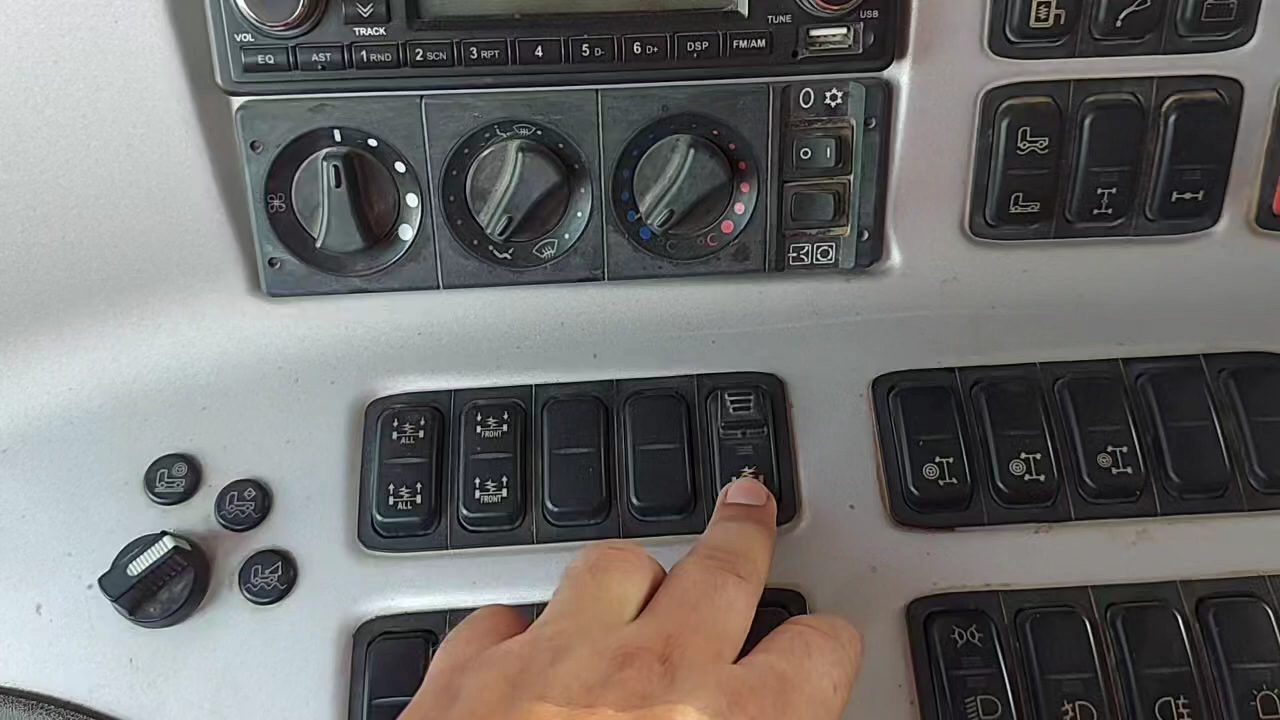 VOL
TRACK
TUNE
USB
EQ
AST
1 RND
2 SCN
3 RPT
4
5 D-
6 D+
DSP
FM/AM
O I
ALL
FRONT
ALL
FRONT